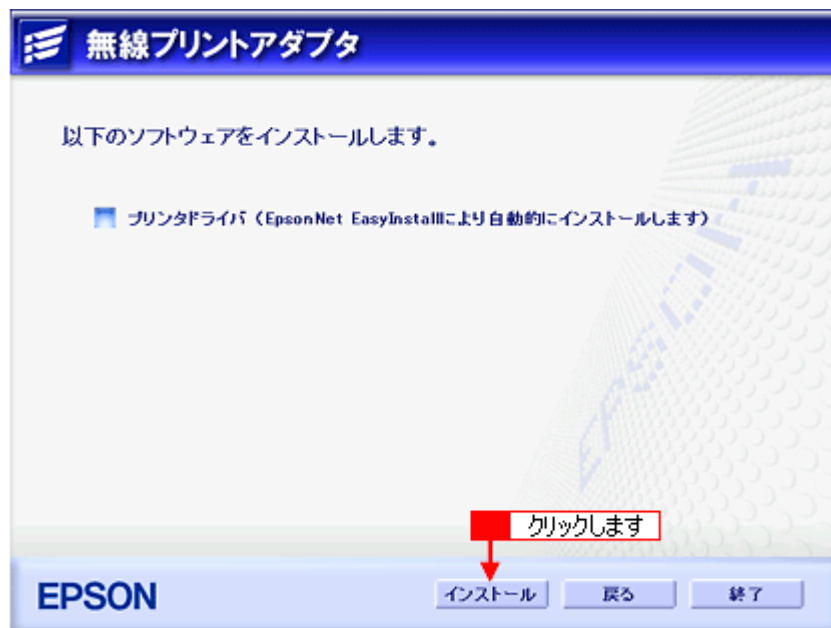 無線プリントアダプタ
以下のソフトウェアをインストールします。
プリンタドライバ(EpsonNet EasyInstallにより自動的にインストールします)
EPSON
クリックします
EPSON
インストール 戻る 終了